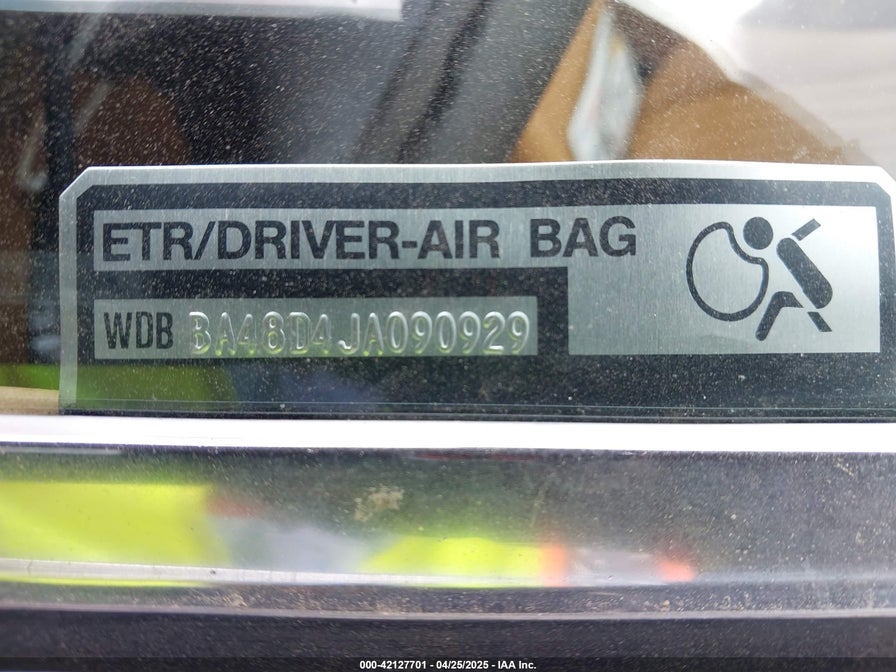 ETR/DRIVER-AIR BAG
WDB BA48D4JA090929
000-42127701 - 04/25/2025 - IAA Inc.